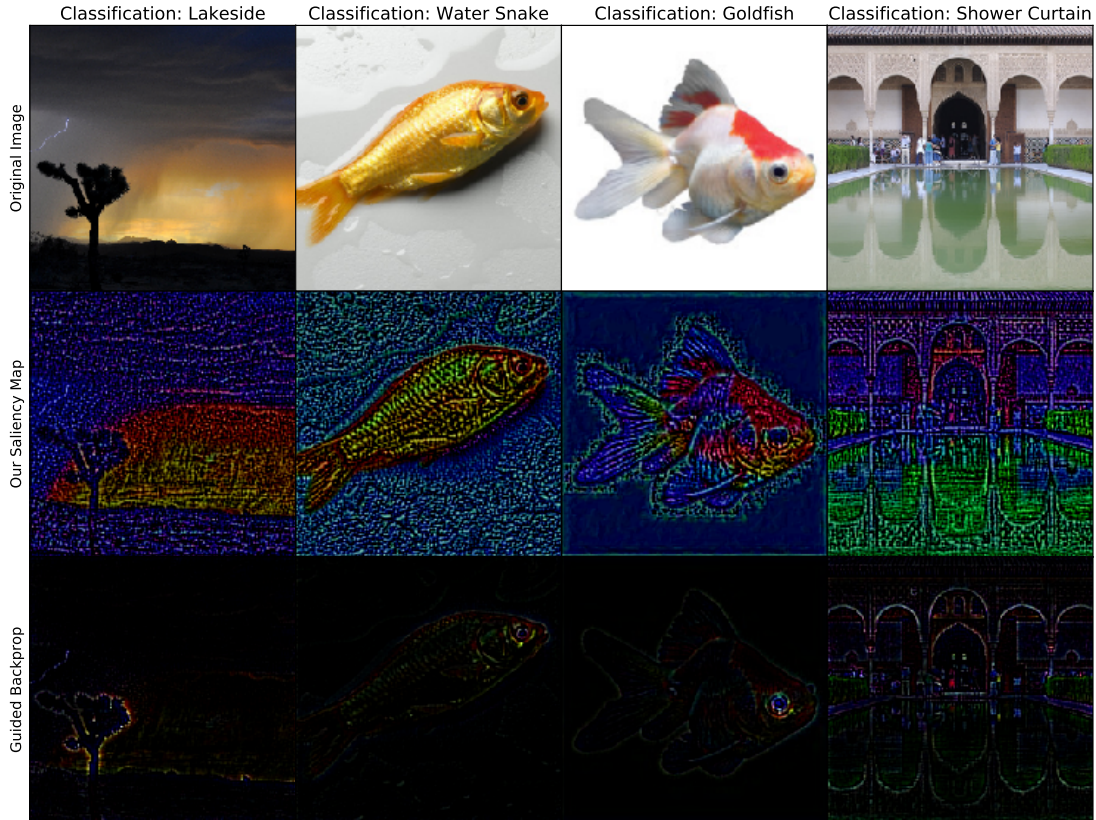 Classification: Lakeside
Classification: Water Snake
Classification: Goldfish
Classification: Shower Curtain
Original Image
Our Saliency Map
Guided Backprop